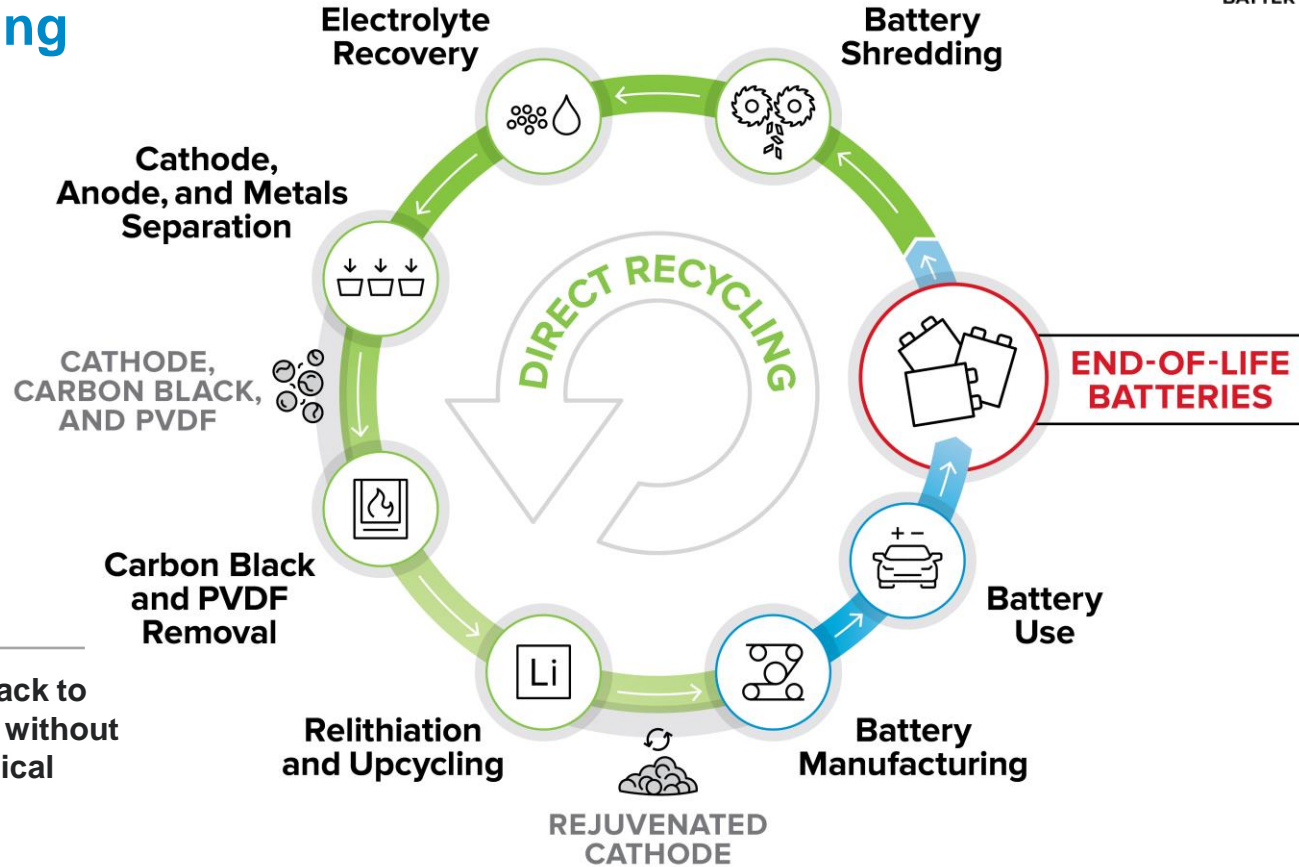 ng
BATTER
Electrolyte
Recovery
Battery
Shredding
Cathode,
Anode, and Metals
Separation
DIRECT RECYCLING
CATHODE,
CARBON BLACK,
AND PVDF
END-OF-LIFE
BATTERIES
+ −
Carbon Black
and PVDF
Removal
Battery
Use
Li
ack to
without
ical
Relithiation
and Upcycling
Battery
Manufacturing
REJUVENATED
CATHODE